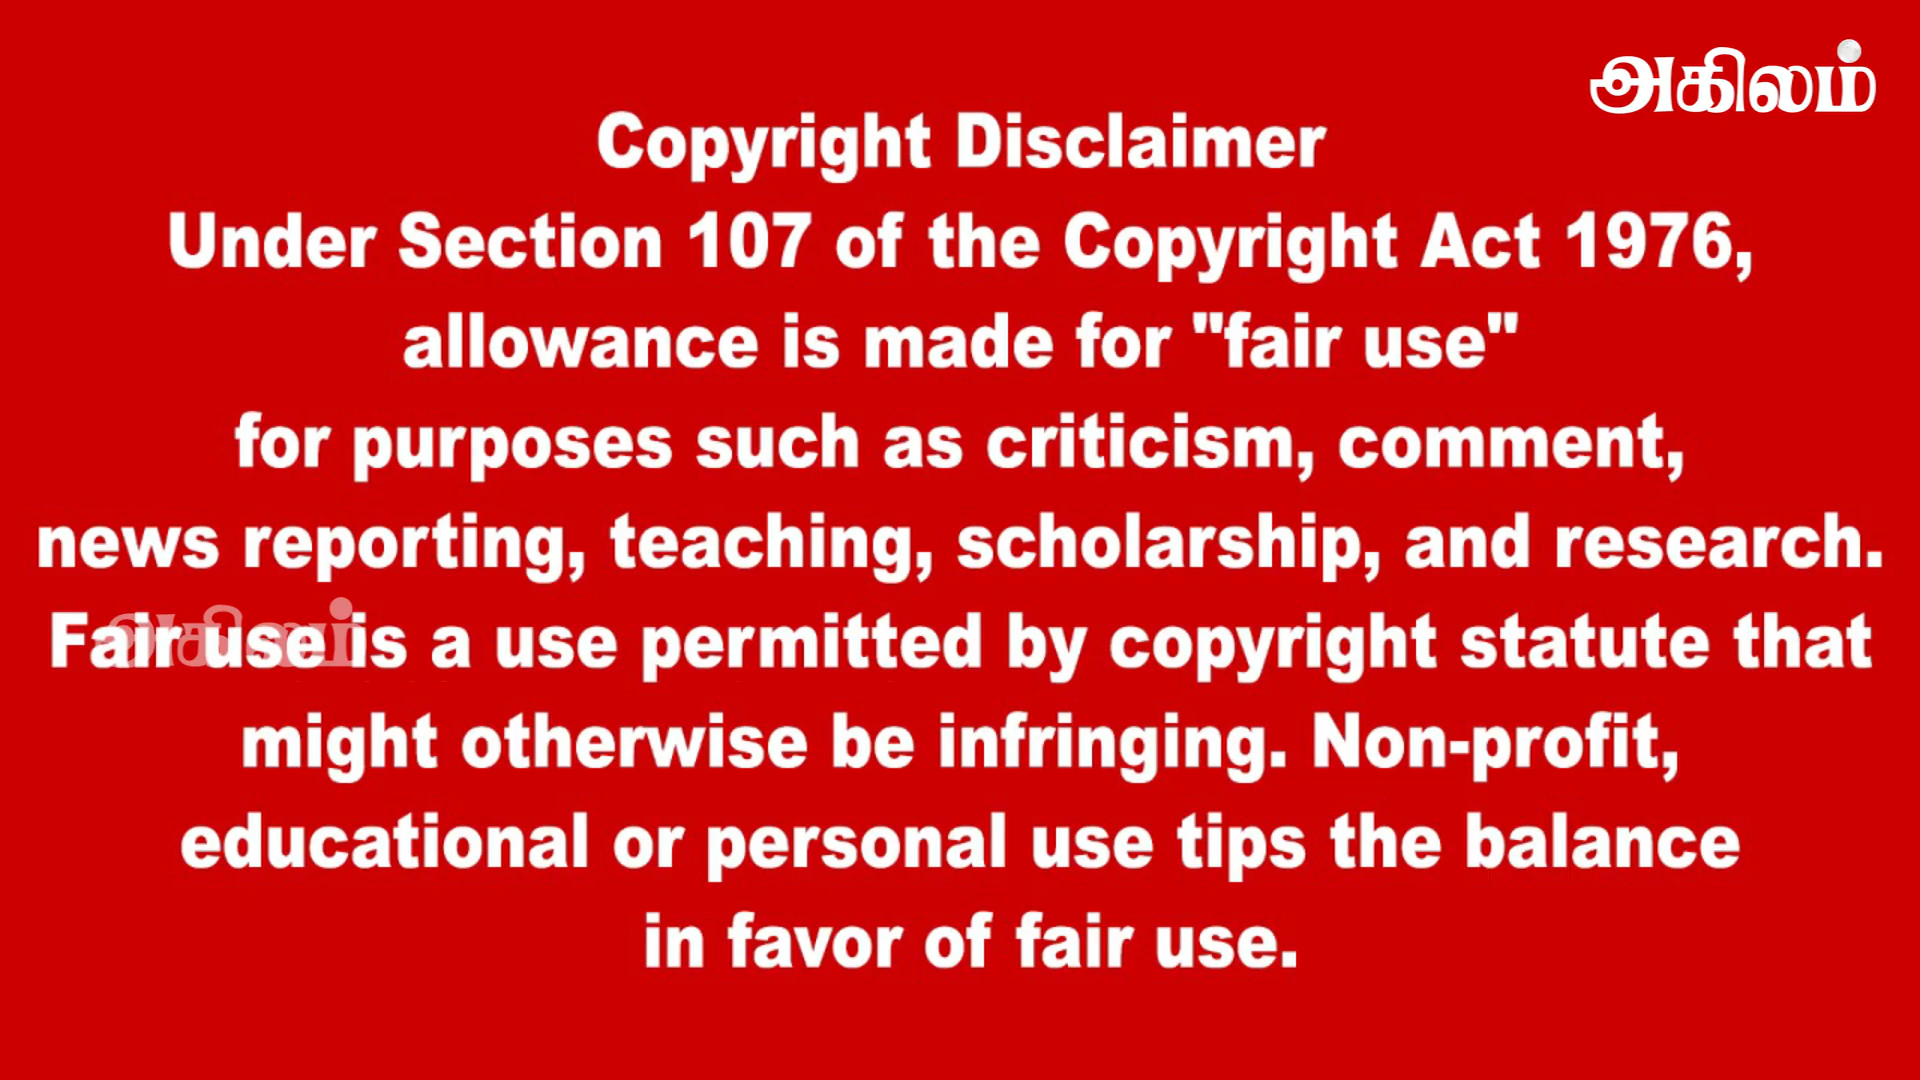 அகிலம்
Copyright Disclaimer
Under Section 107 of the Copyright Act 1976,
allowance is made for "fair use"
for purposes such as criticism, comment,
news reporting, teaching, scholarship, and research.
Fair use is a use permitted by copyright statute that
அகிலம்
might otherwise be infringing. Non-profit,
educational or personal use tips the balance
in favor of fair use.